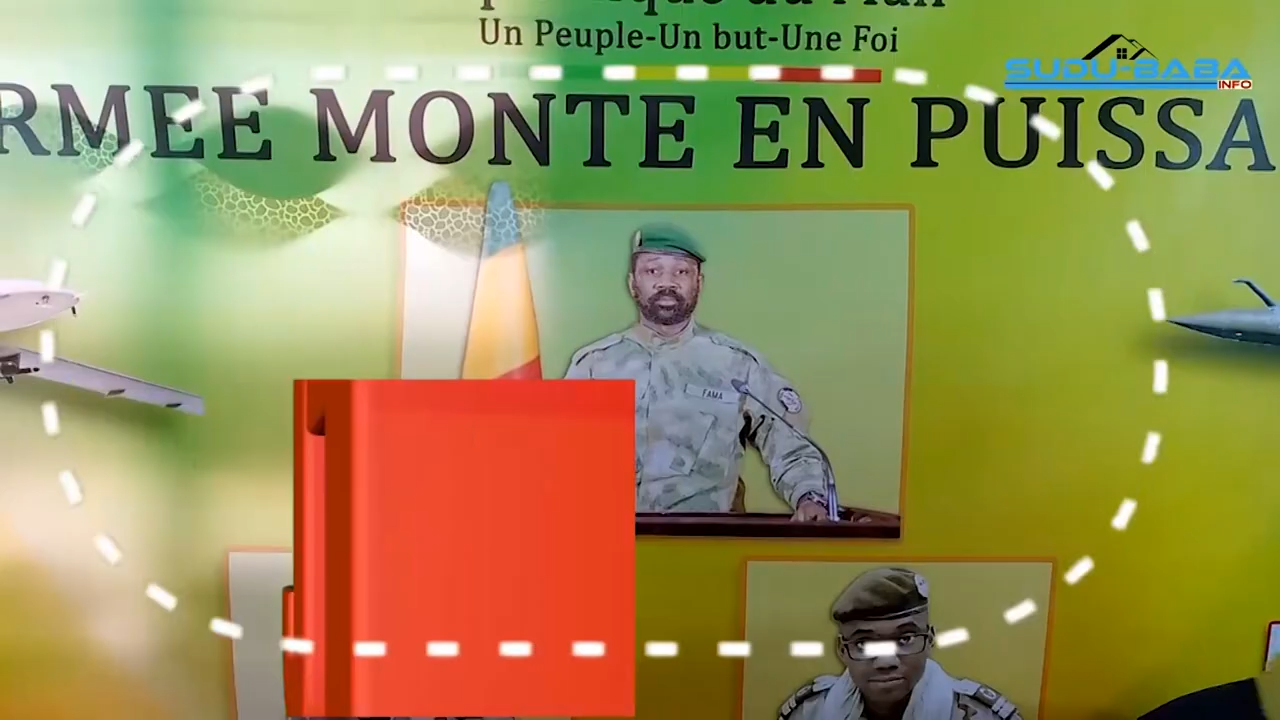 Un Peuple-Un but-Une Foi
SUDU-BABA
INFO
RMEE MONTE EN PUISSA
FAMA